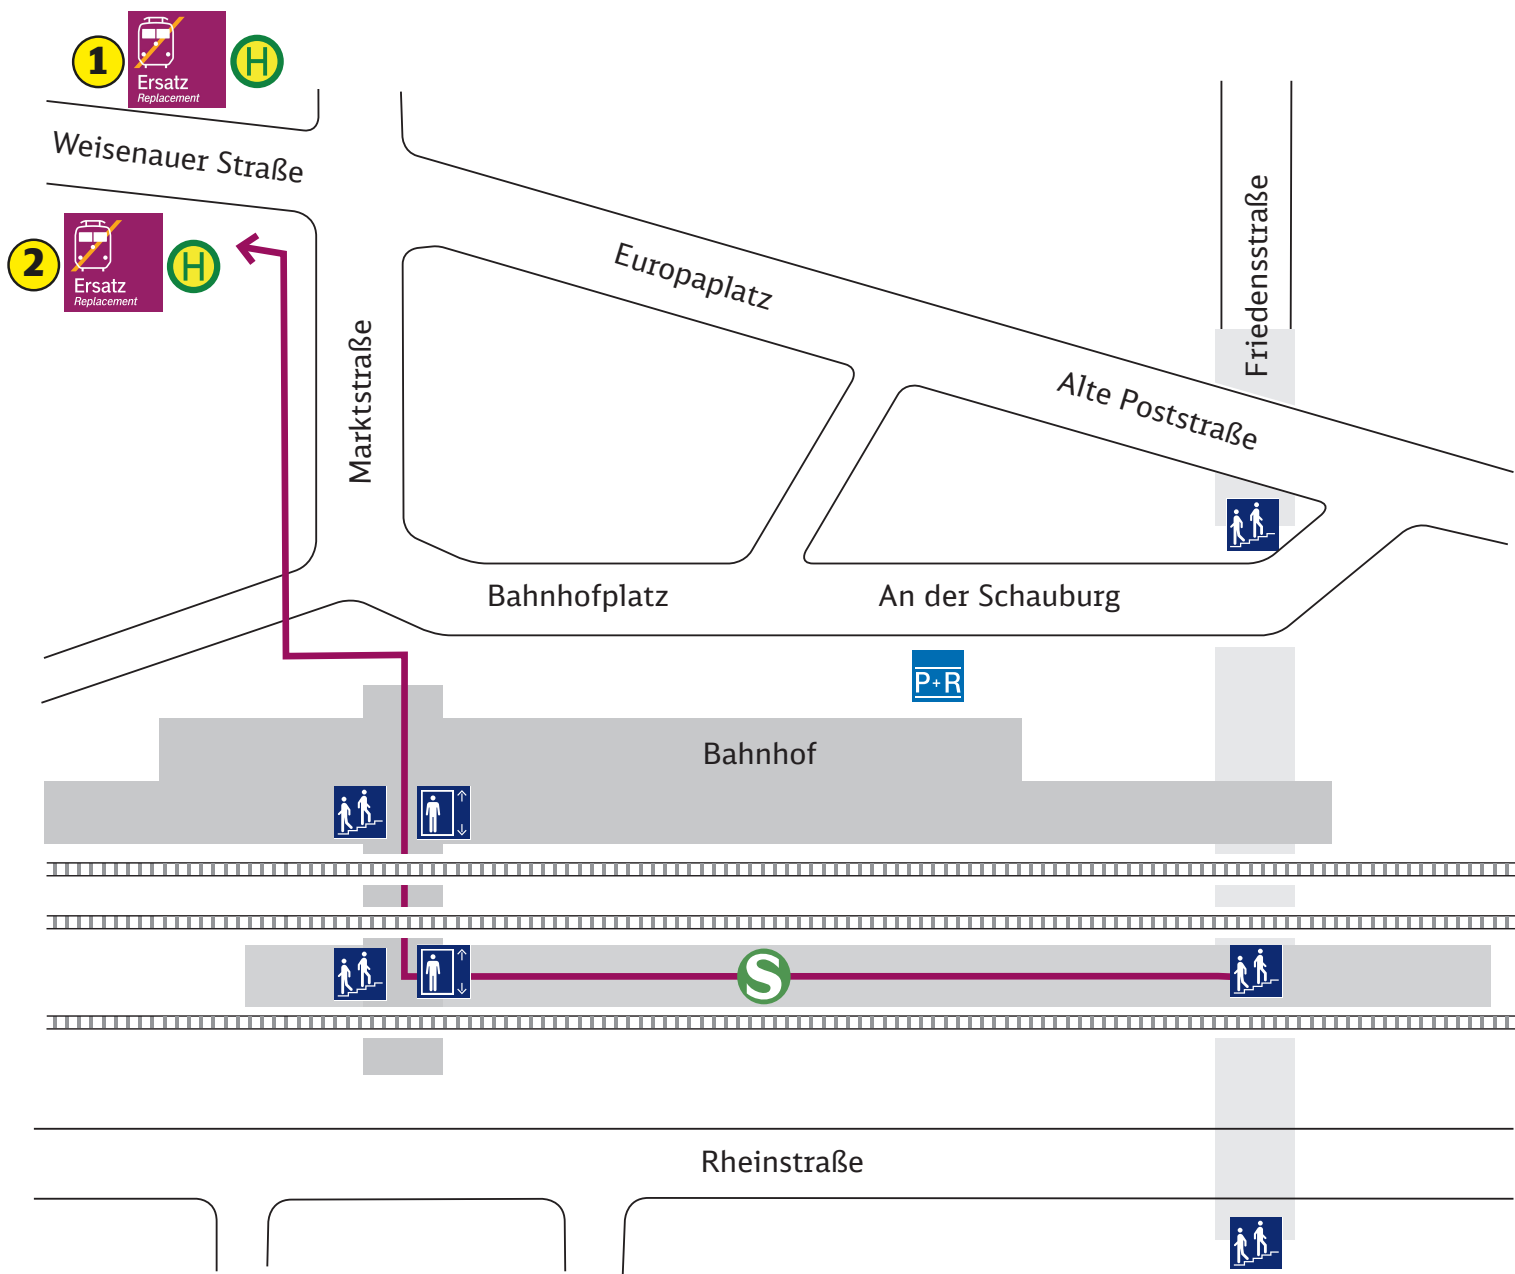 1
Ersatz
Replacement
H
Weisenauer Straße
2
Ersatz
Replacement
H
Europaplatz
Friedensstraße
Marktstraße
Alte Poststraße
Bahnhofplatz
An der Schauburg
P+R
Bahnhof
S
Rheinstraße